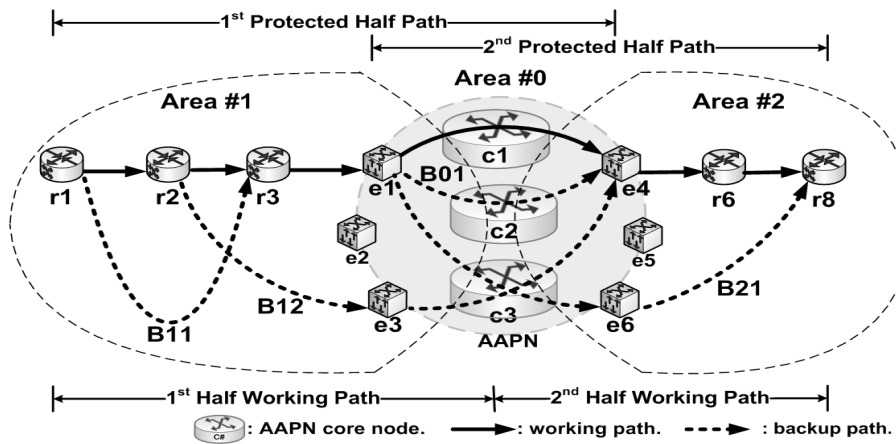 1st Protected Half Path
2nd Protected Half Path
Area #0
Area #1
Area #2
c1
B01
r1
r2
r3
e1
e4
r6
r8
c2
e2
e5
B11
B12
e3
c3
e6
B21
AAPN
1st Half Working Path
2nd Half Working Path
C#
: AAPN core node.
: working path.
: backup path.